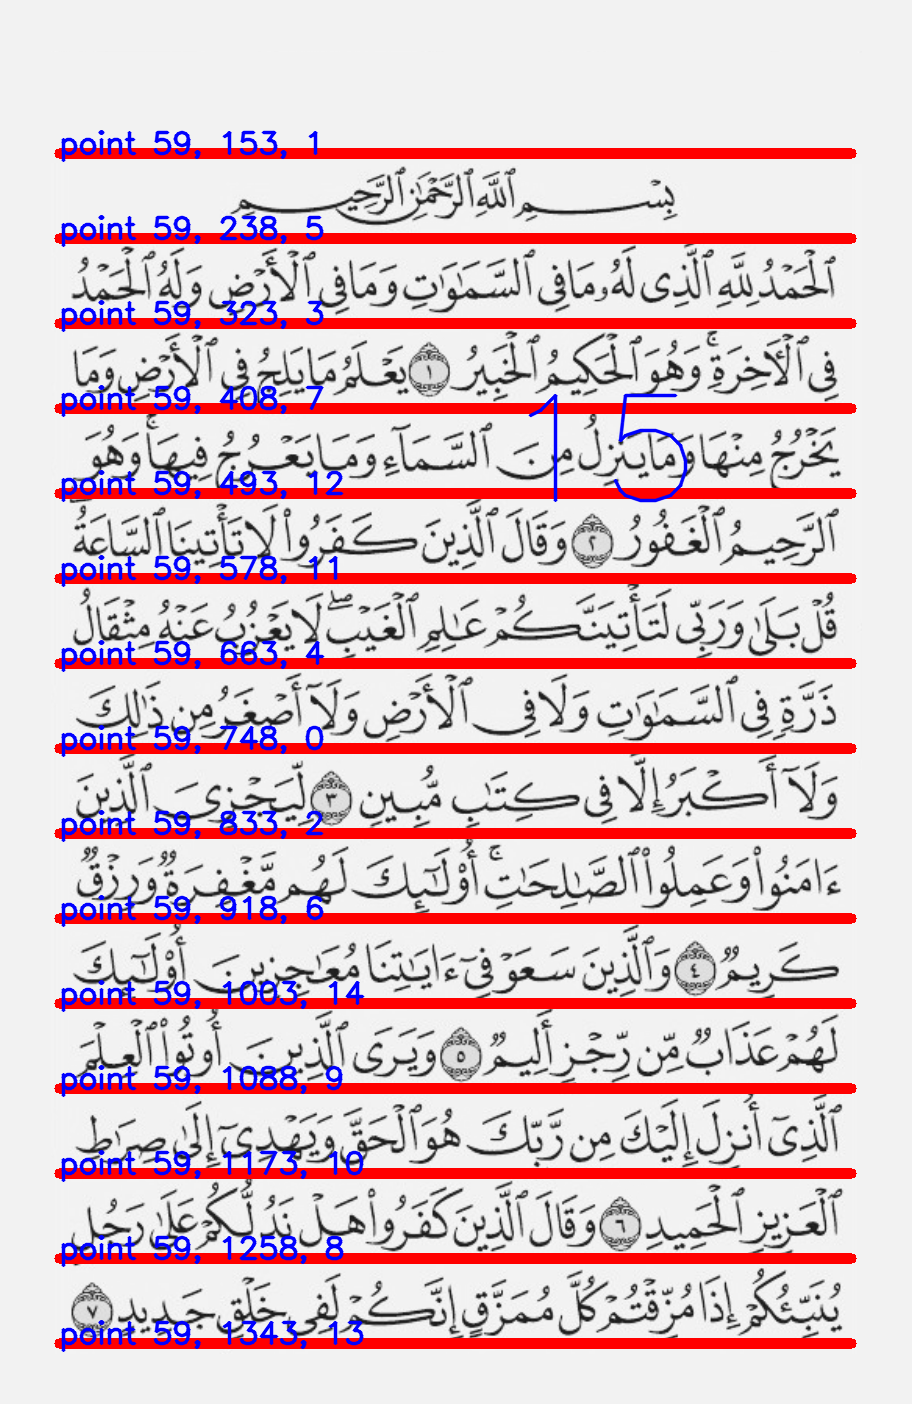 point 59, 153, 1
بِسْمِ ٱللَّهِ ٱلرَّحْمَٰنِ ٱلرَّحِيمِ
point 59, 238, 5
ٱلْحَمْدُ لِلَّهِ ٱلَّذِى لَهُۥ مَا فِى ٱلسَّمَٰوَٰتِ وَمَا فِى ٱلْأَرْضِ وَلَهُ ٱلْحَمْدُ
point 59, 323, 3
فِى ٱلْأَخِرَةِ ۚ وَهُوَ ٱلْحَكِيمُ ٱلْخَبِيرُ ١ يَعْلَمُ مَا يَلِجُ فِى ٱلْأَرْضِ وَمَا
point 59, 408, 7
15
يَخْرُجُ مِنْهَا وَمَا يَنزِلُ مِنَ ٱلسَّمَآءِ وَمَا يَعْرُجُ فِيهَا ۚ وَهُوَ
point 59, 493, 12
ٱلرَّحِيمُ ٱلْغَفُورُ ٢ وَقَالَ ٱلَّذِينَ كَفَرُوا۟ لَا تَأْتِينَا ٱلسَّاعَةُ
point 59, 578, 11
قُلْ بَلَىٰ وَرَبِّى لَتَأْتِيَنَّكُمْ عَٰلِمِ ٱلْغَيْبِ ۖ لَا يَعْزُبُ عَنْهُ مِثْقَالُ
point 59, 663, 4
ذَرَّةٍ فِى ٱلسَّمَٰوَٰتِ وَلَا فِى ٱلْأَرْضِ وَلَآ أَصْغَرُ مِن ذَٰلِكَ
point 59, 748, 0
وَلَآ أَكْبَرُ إِلَّا فِى كِتَٰبٍ مُّبِينٍ ٣ لِّيَجْزِىَ ٱلَّذِينَ
point 59, 833, 2
ءَامَنُوا۟ وَعَمِلُوا۟ ٱلصَّٰلِحَٰتِ ۚ أُو۟لَٰٓئِكَ لَهُم مَّغْفِرَةٌ وَرِزْقٌ
point 59, 918, 6
كَرِيمٌ ٤ وَٱلَّذِينَ سَعَوْ فِىٓ ءَايَٰتِنَا مُعَٰجِزِينَ أُو۟لَٰٓئِكَ
point 59, 1003, 14
لَهُمْ عَذَابٌ مِّن رِّجْزٍ أَلِيمٌ ٥ وَيَرَى ٱلَّذِينَ أُوتُوا۟ ٱلْعِلْمَ
point 59, 1088, 9
ٱلَّذِىٓ أُنزِلَ إِلَيْكَ مِن رَّبِّكَ هُوَ ٱلْحَقَّ وَيَهْدِىٓ إِلَىٰ صِرَٰطِ
point 59, 1173, 10
ٱلْعَزِيزِ ٱلْحَمِيدِ ٦ وَقَالَ ٱلَّذِينَ كَفَرُوا۟ هَلْ نَدُلُّكُمْ عَلَىٰ رَجُلٍ
point 59, 1258, 8
يُنَبِّئُكُمْ إِذَا مُزِّقْتُمْ كُلَّ مُمَزَّقٍ إِنَّكُمْ لَفِى خَلْقٍ جَدِيدٍ ٧
point 59, 1343, 13